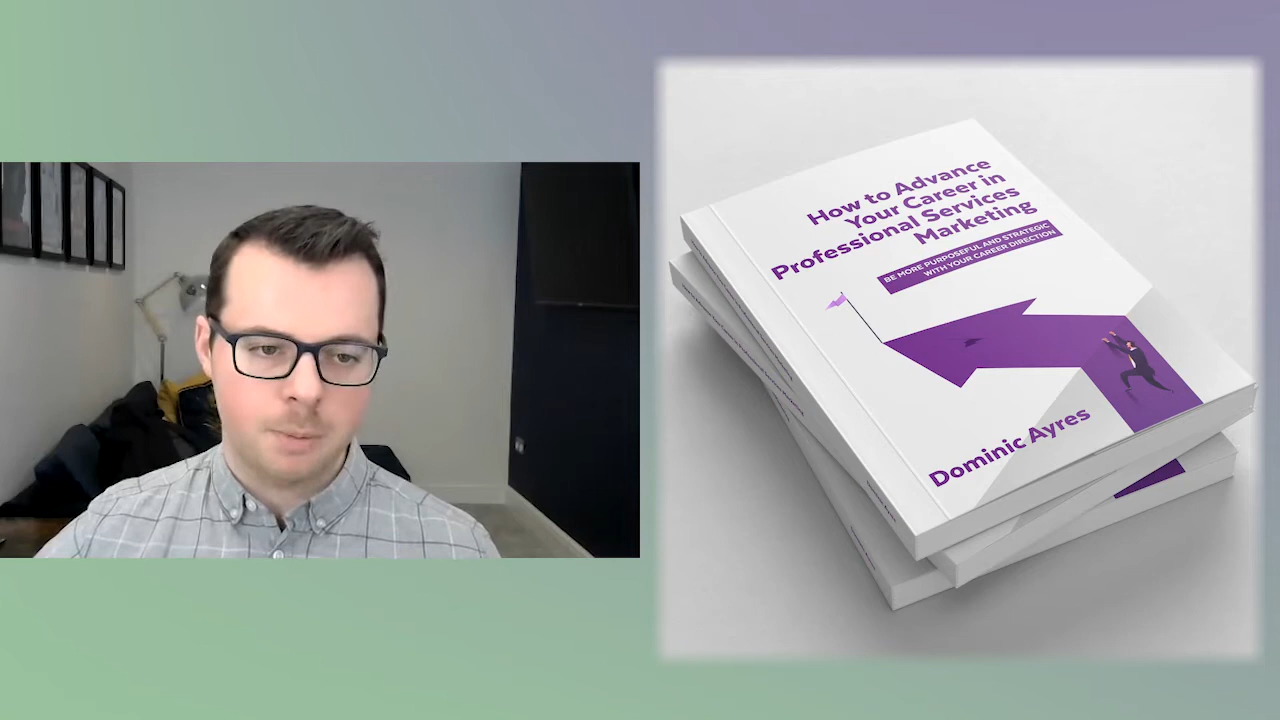 How to Advance
Your Career in
Professional Services
Marketing
BE MORE PURPOSEFUL AND STRATEGIC
WITH YOUR CAREER DIRECTION
Dominic Ayres